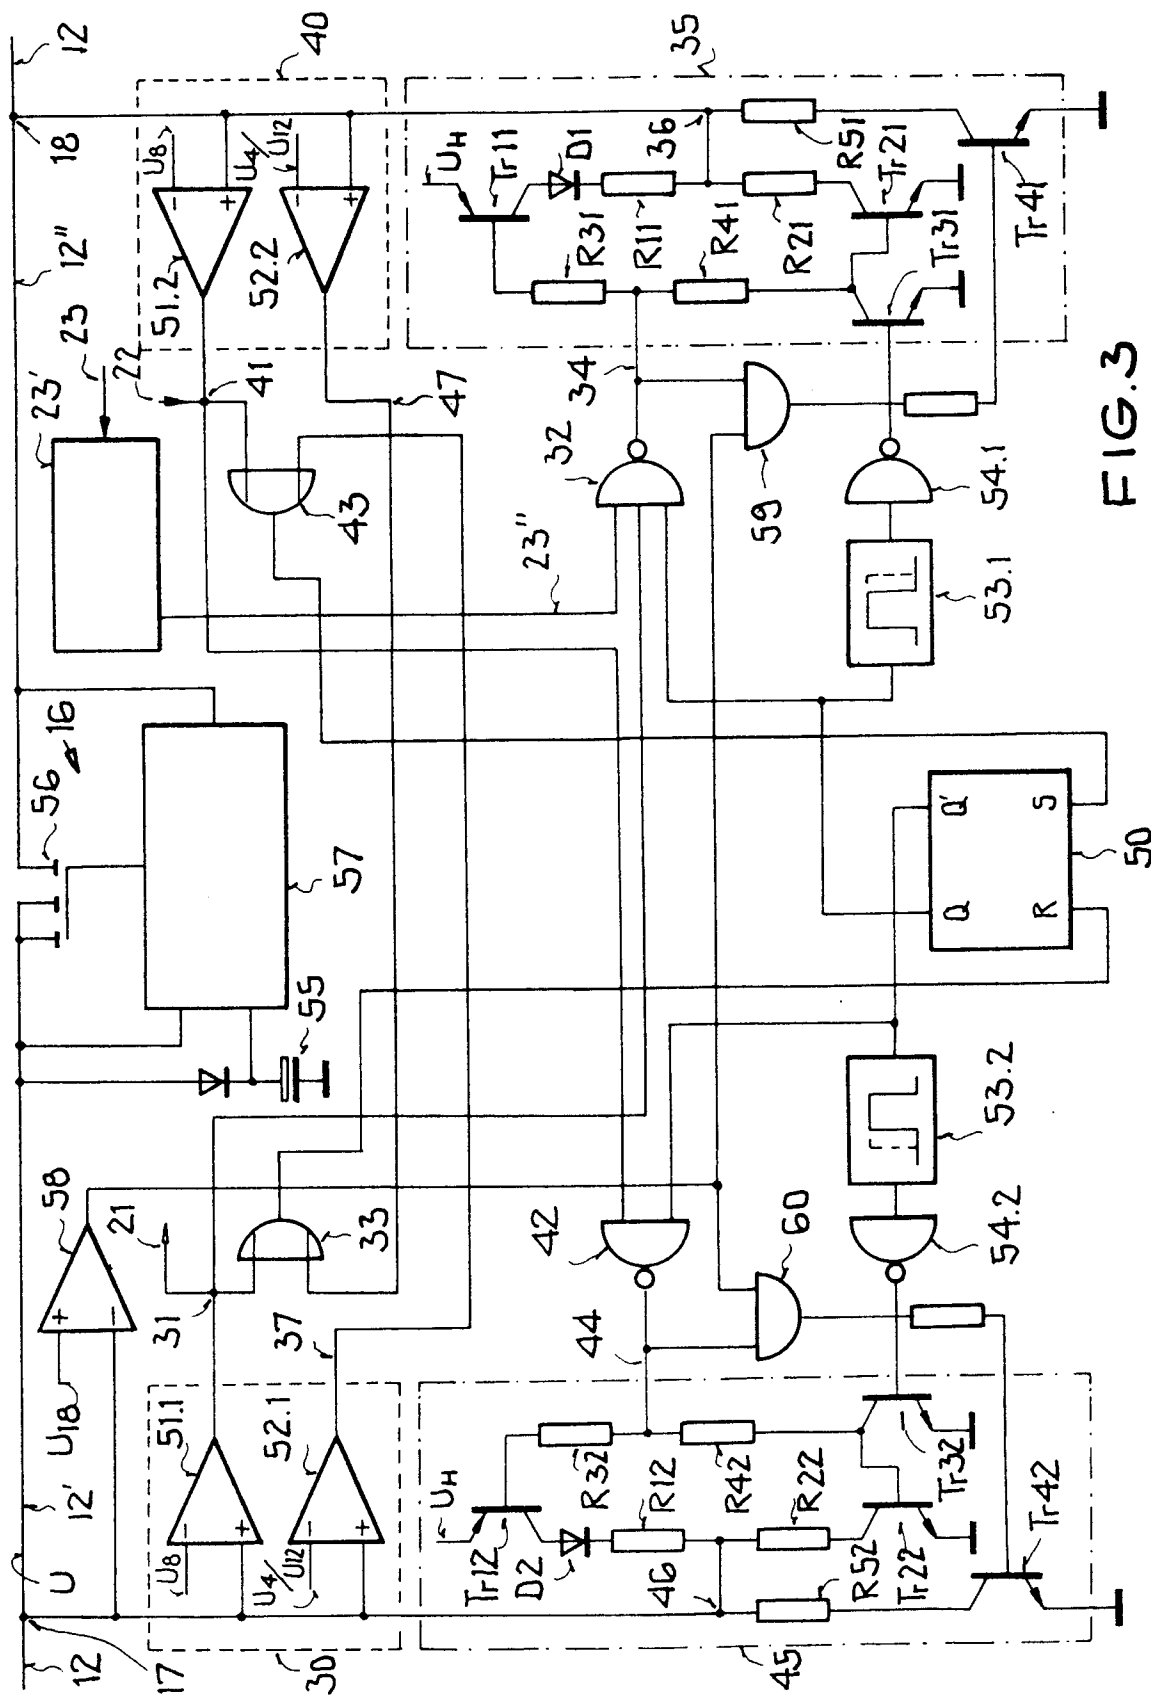 12
17
U
12'
U18
+
−
58
21
31
37
30
51.1
52.1
U8
U4/U12
−
+
−
+
33
55
57
56
16
23'
23
12''
18
12
22
41
47
43
51.2
52.2
U8
U4/U12
−
+
−
+
40
23''
32
34
59
42
44
60
45
46
UH
Tr12
D2
R32
R12
R42
R22
R52
Tr22
Tr32
Tr42
54.2
53.2
Q
Q'
R
S
50
53.1
54.1
35
36
UH
Tr11
D1
R31
R11
R41
R21
R51
Tr21
Tr31
Tr41
FIG.3